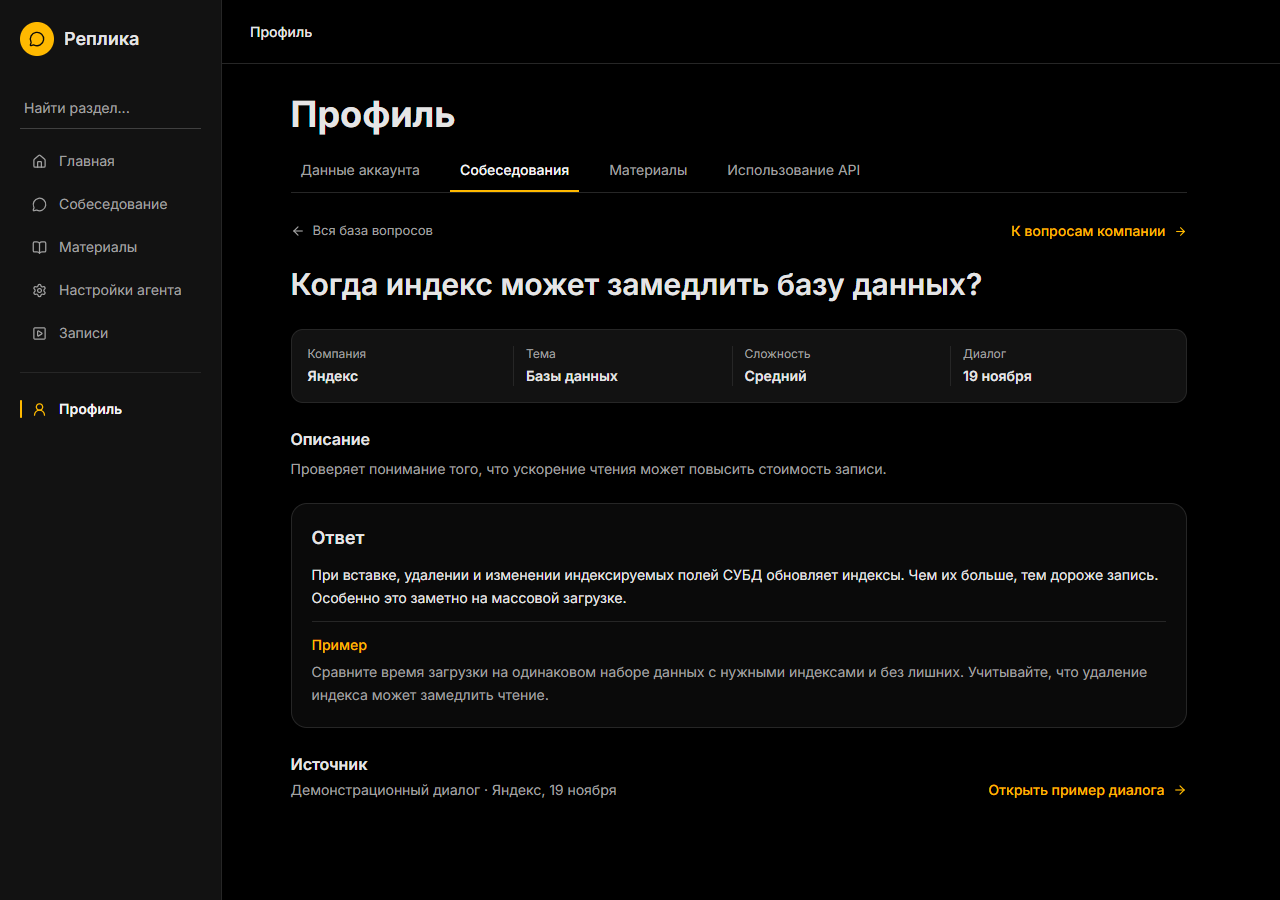 Реплика
Профиль
Найти раздел...
Главная
Собеседование
Материалы
Настройки агента
Записи
Профиль
Профиль
Данные аккаунта
Собеседования
Материалы
Использование API
Вся база вопросов
К вопросам компании
Когда индекс может замедлить базу данных?
Компания
Яндекс
Тема
Базы данных
Сложность
Средний
Диалог
19 ноября
Описание
Проверяет понимание того, что ускорение чтения может повысить стоимость записи.
Ответ
При вставке, удалении и изменении индексируемых полей СУБД обновляет индексы. Чем их больше, тем дороже запись.
Особенно это заметно на массовой загрузке.
Пример
Сравните время загрузки на одинаковом наборе данных с нужными индексами и без лишних. Учитывайте, что удаление
индекса может замедлить чтение.
Источник
Демонстрационный диалог · Яндекс, 19 ноября
Открыть пример диалога